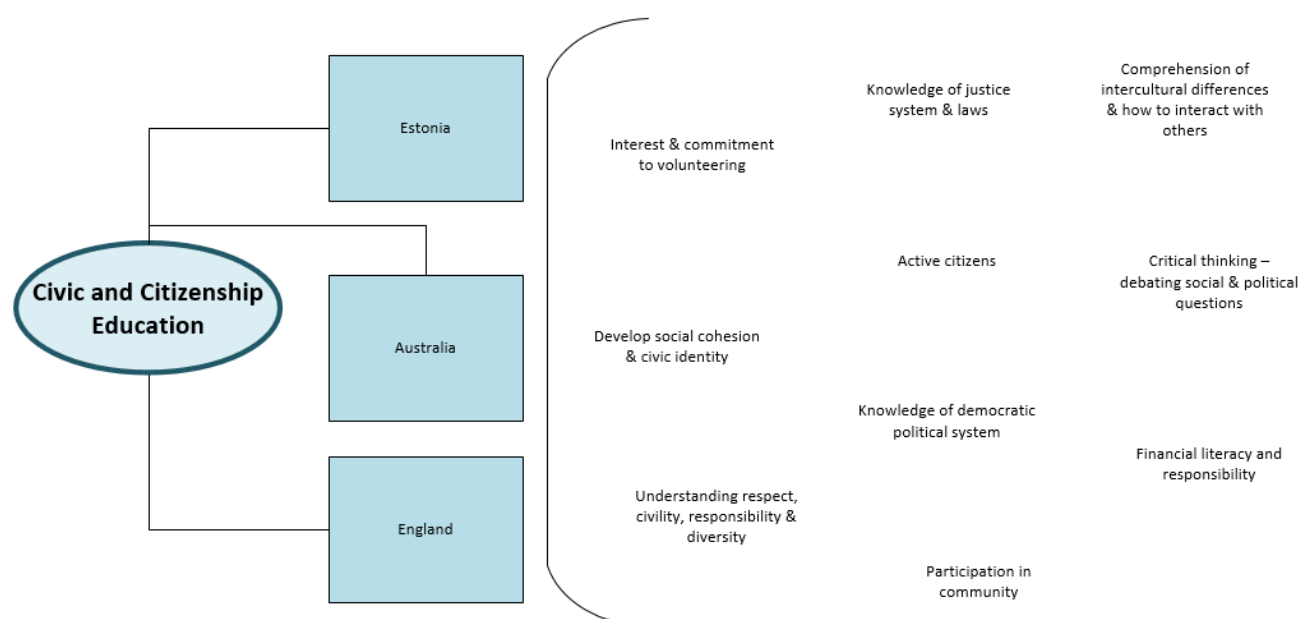 Civic and Citizenship
Education
Estonia
Australia
England
Interest & commitment
to volunteering
Develop social cohesion
& civic identity
Understanding respect,
civility, responsibility &
diversity
Knowledge of justice
system & laws
Active citizens
Knowledge of democratic
political system
Participation in
community
Comprehension of
intercultural differences
& how to interact with
others
Critical thinking –
debating social & political
questions
Financial literacy and
responsibility